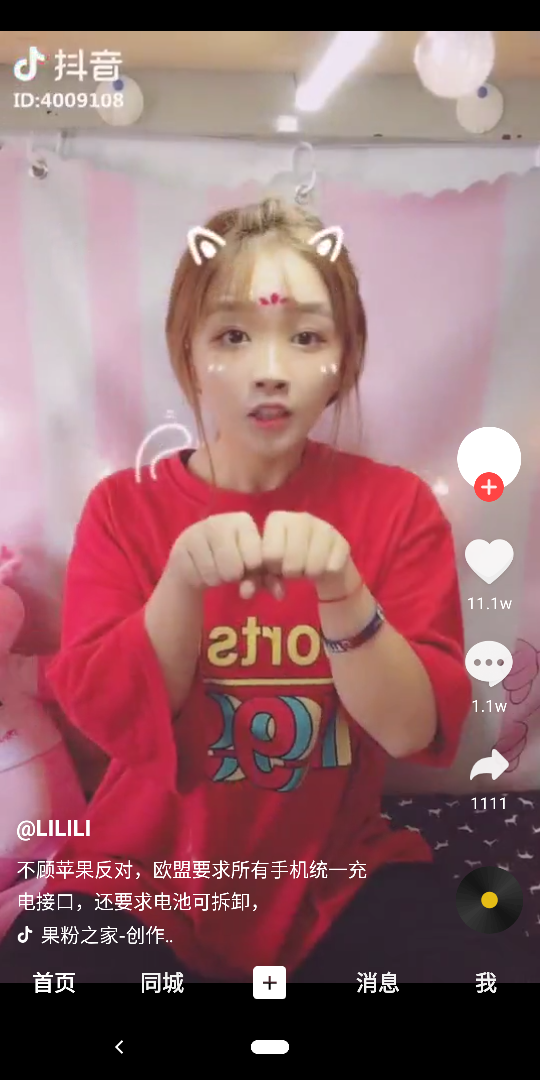 抖音
ID:4009108
orts
11.1w
1.1w
1111
@LILILI
不顾苹果反对，欧盟要求所有手机统一充
电接口，还要求电池可拆卸，
果粉之家-创作..
首页 同城 消息 我